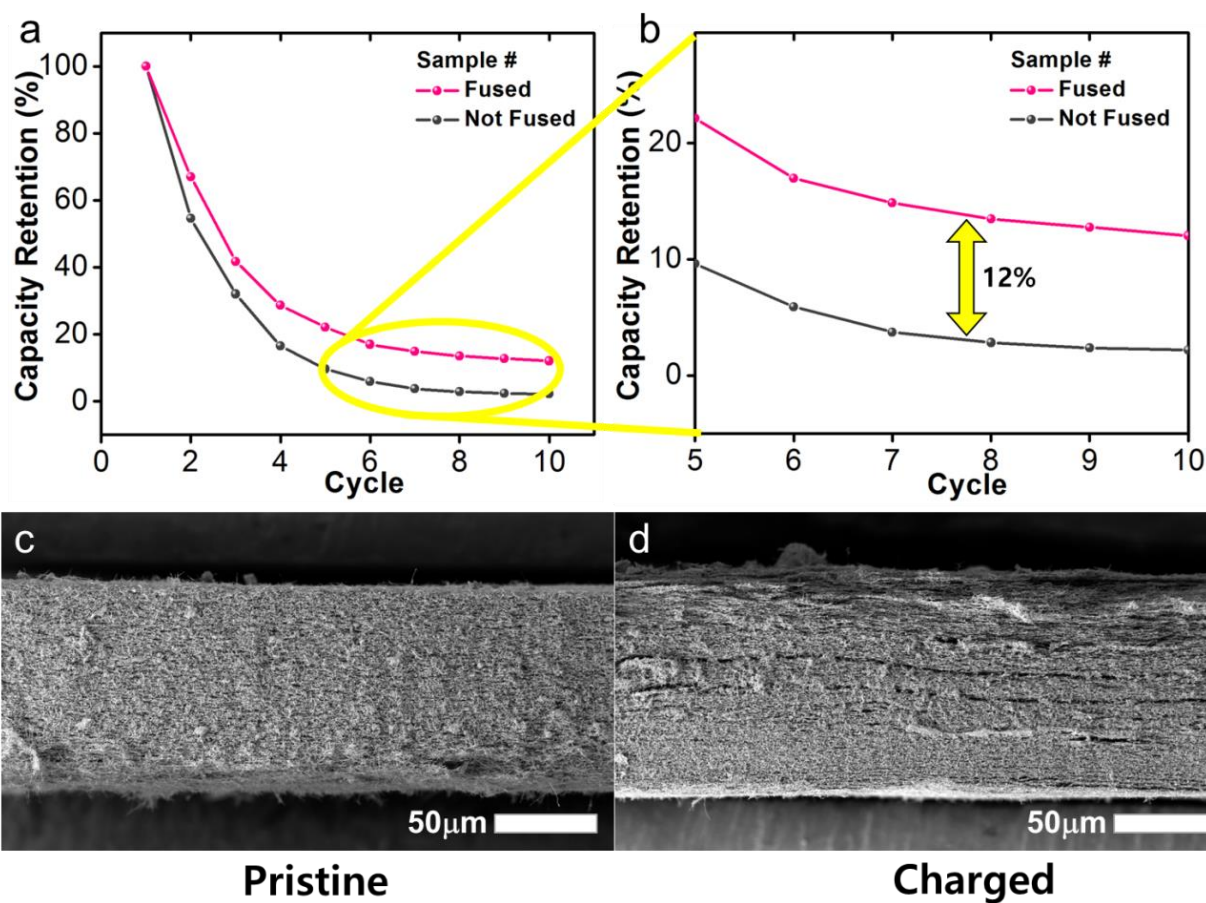 a
Capacity Retention (%)
100
80
60
40
20
0
0 2 4 6 8 10
Cycle
Sample #
Fused
Not Fused
b
Capacity Retention (%)
20
10
0
5 6 7 8 9 10
Cycle
Sample #
Fused
Not Fused
12%
c
50μm
d
50μm
Pristine
Charged